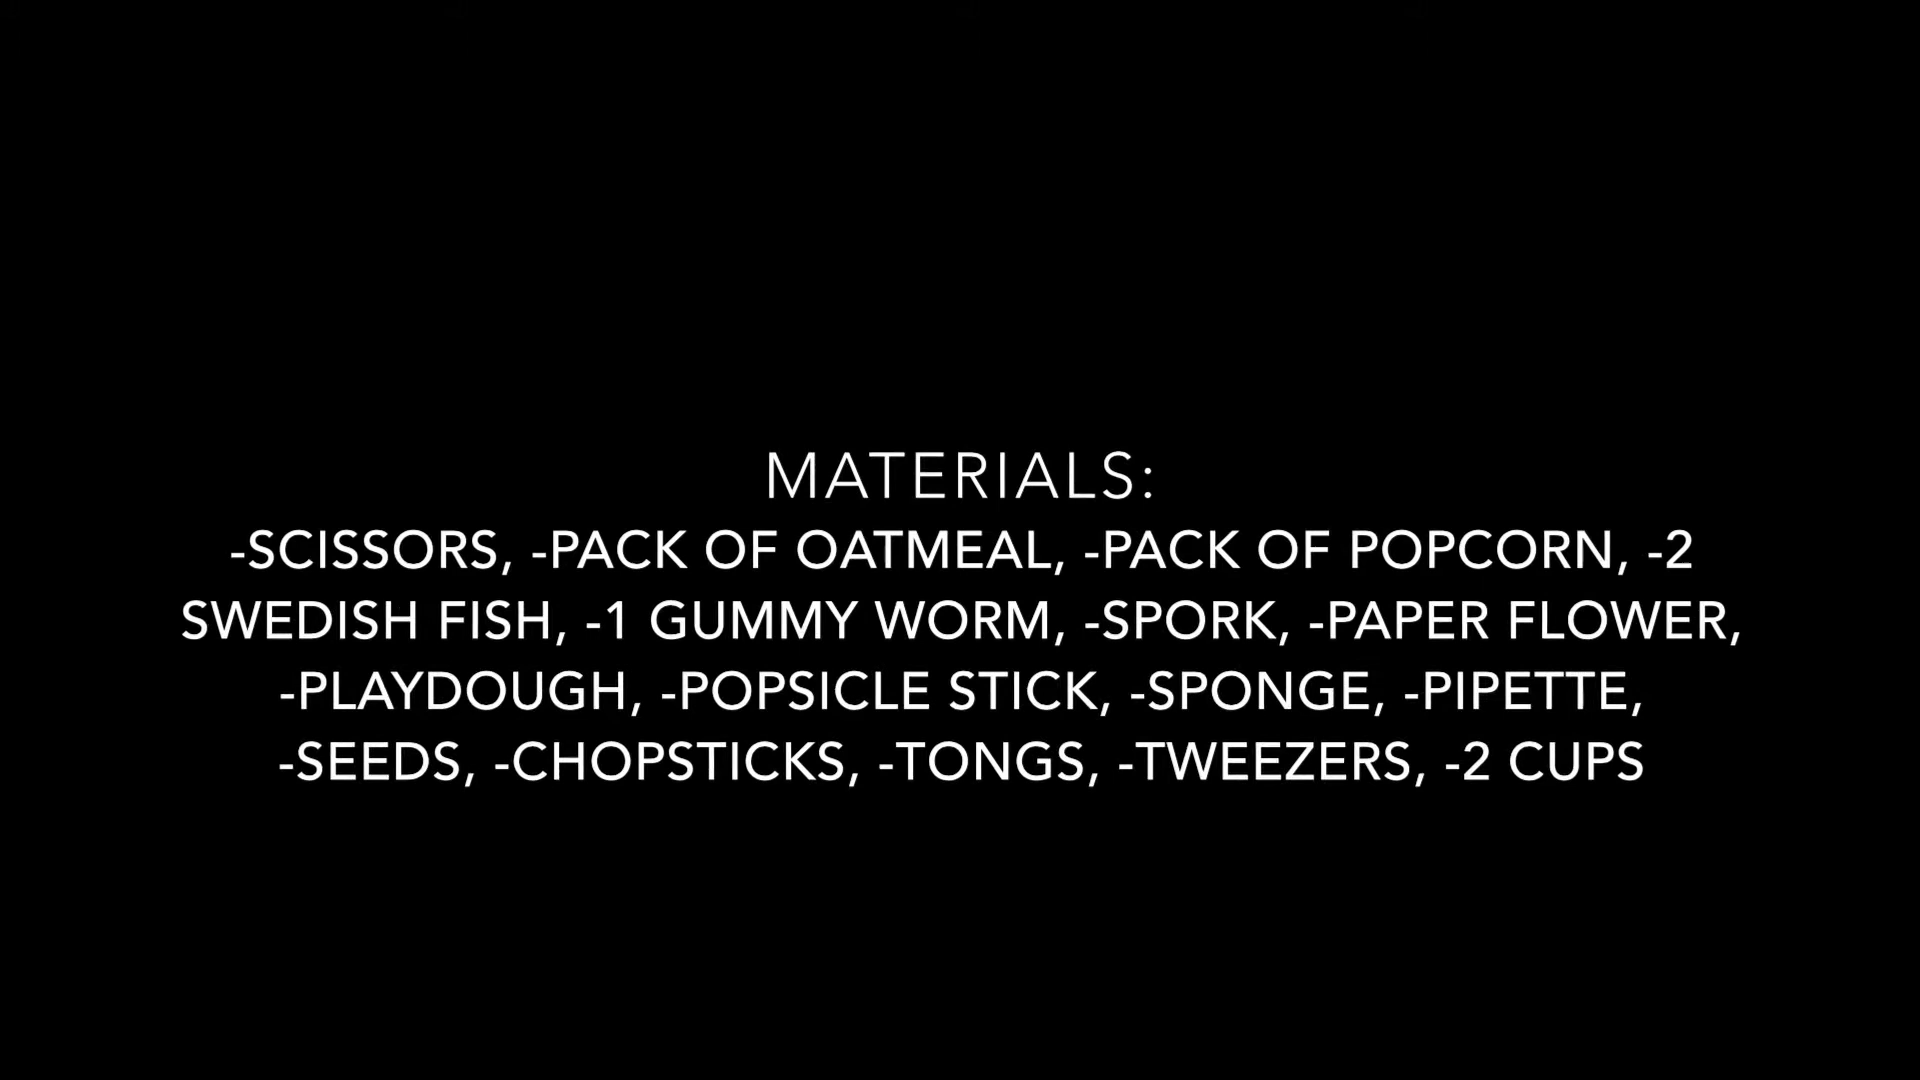 MATERIALS:
-SCISSORS, -PACK OF OATMEAL, -PACK OF POPCORN, -2
SWEDISH FISH, -1 GUMMY WORM, -SPORK, -PAPER FLOWER,
-PLAYDOUGH, -POPSICLE STICK, -SPONGE, -PIPETTE,
-SEEDS, -CHOPSTICKS, -TONGS, -TWEEZERS, -2 CUPS